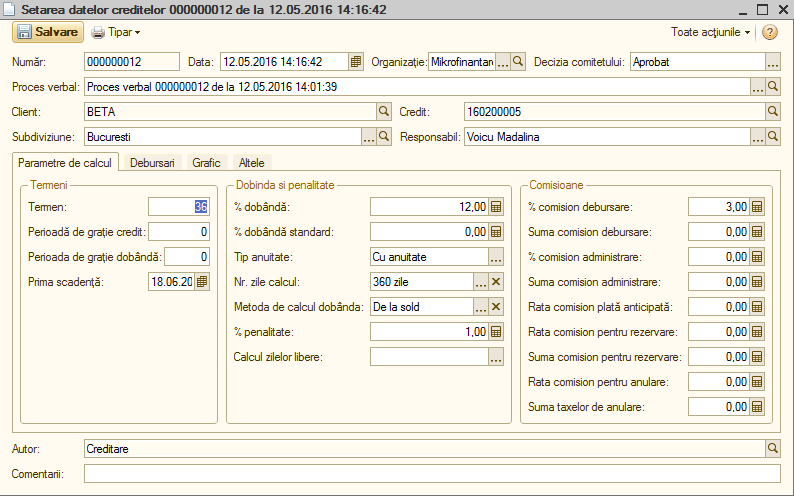 Setarea datelor creditelor 000000012 de la 12.05.2016 14:16:42
Salvare Tipar Toate acțiunile ?
Număr: 000000012 Data: 12.05.2016 14:16:42 Organizație: Mikrofinantare ... Decizia comitetului: Aprobat ...
Proces verbal: Proces verbal 000000012 de la 12.05.2016 14:01:39 ...
Client: BETA Credit: 160200005
Subdiviziune: Bucuresti ... Responsabil: Voicu Madalina ...
Parametre de calcul Debursari Grafic Altele
Termeni
Termen: 36
Perioadă de grație credit: 0
Perioada de grație dobândă: 0
Prima scadență: 18.06.20
Dobinda si penalitate
% dobândă: 12,00
% dobândă standard: 0,00
Tip anuitate: Cu anuitate ...
Nr. zile calcul: 360 zile ... ×
Metoda de calcul dobânda: De la sold ... ×
% penalitate: 1,00
Calcul zilelor libere: ...
Comisioane
% comision debursare: 3,00
Suma comision debursare: 0,00
% comision administrare: 0,00
Suma comision administrare: 0,00
Rata comision plată anticipată: 0,00
Rata comision pentru rezervare: 0,00
Suma comision pentru rezervare: 0,00
Rata comision pentru anulare: 0,00
Suma taxelor de anulare: 0,00
Autor: Creditare
Comentarii: